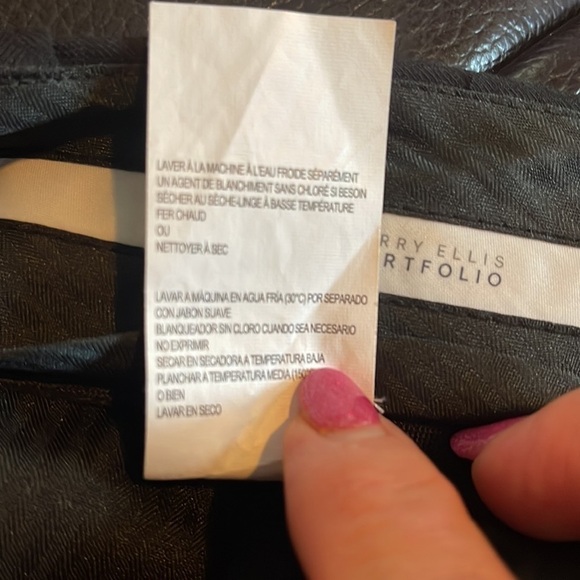 LAVER À LA MACHINE À L'EAU FROIDE SÉPARÉMENT
UN AGENT DE BLANCHIMENT SANS CHLORE SI BESOIN
SÉCHER AU SÈCHE-LINGE À BASSE TEMPÉRATURE
FER CHAUD
OU
NETTOYER À SEC
LAVAR A MÁQUINA EN AGUA FRÍA (30°C) POR SEPARADO
CON JABON SUAVE
BLANQUEADOR SIN CLORO CUANDO SEA NECESARIO
NO EXPRIMIR
SECAR EN SECADORA A TEMPERATURA BAJA
PLANCHAR A TEMPERATURA MEDIA
O BIEN
LAVAR EN SECO
RRY ELLIS
RTFOLIO